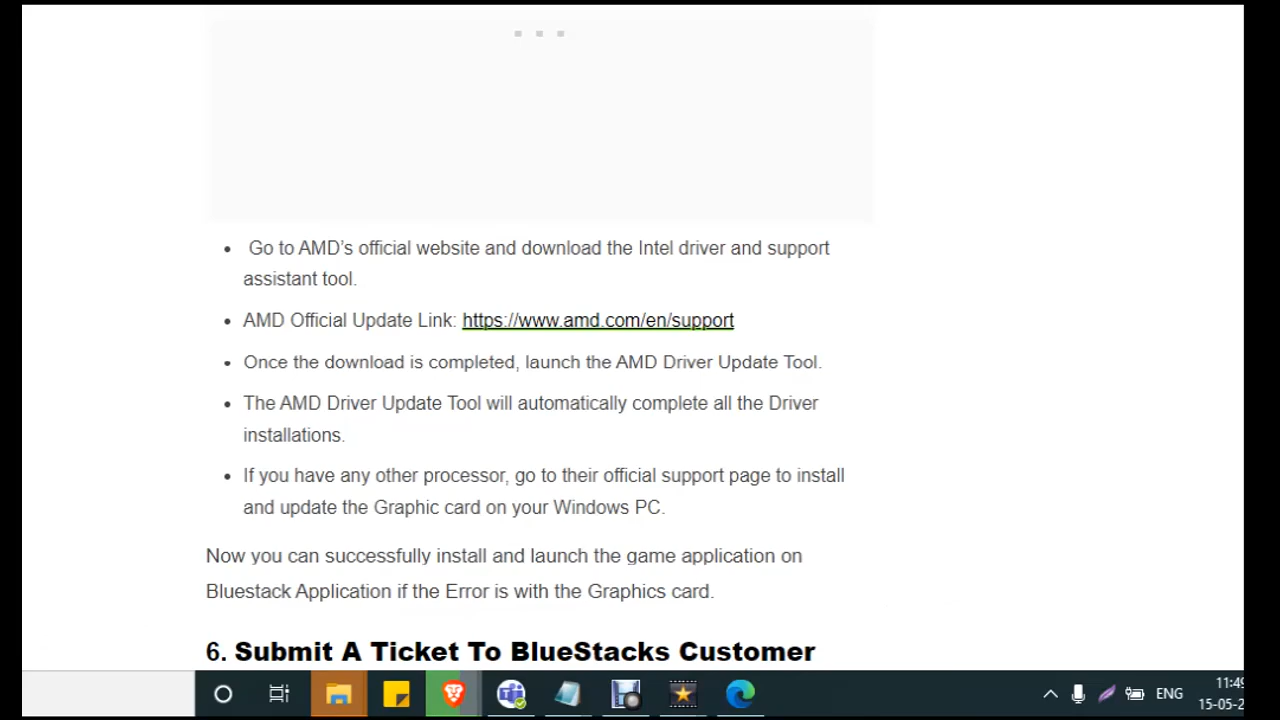 Go to AMD's official website and download the Intel driver and support
assistant tool.
AMD Official Update Link: https://www.amd.com/en/support
Once the download is completed, launch the AMD Driver Update Tool.
The AMD Driver Update Tool will automatically complete all the Driver
installations.
If you have any other processor, go to their official support page to install
and update the Graphic card on your Windows PC.
Now you can successfully install and launch the game application on
Bluestack Application if the Error is with the Graphics card.
6. Submit A Ticket To BlueStacks Customer
ENG
11:49
15-05-2